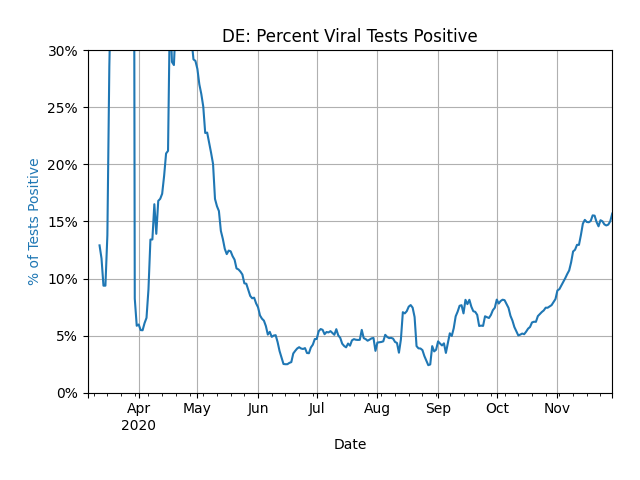 DE: Percent Viral Tests Positive
30%
25%
20%
15%
10%
5%
0%
% of Tests Positive
Apr May Jun Jul Aug Sep Oct Nov
2020
Date